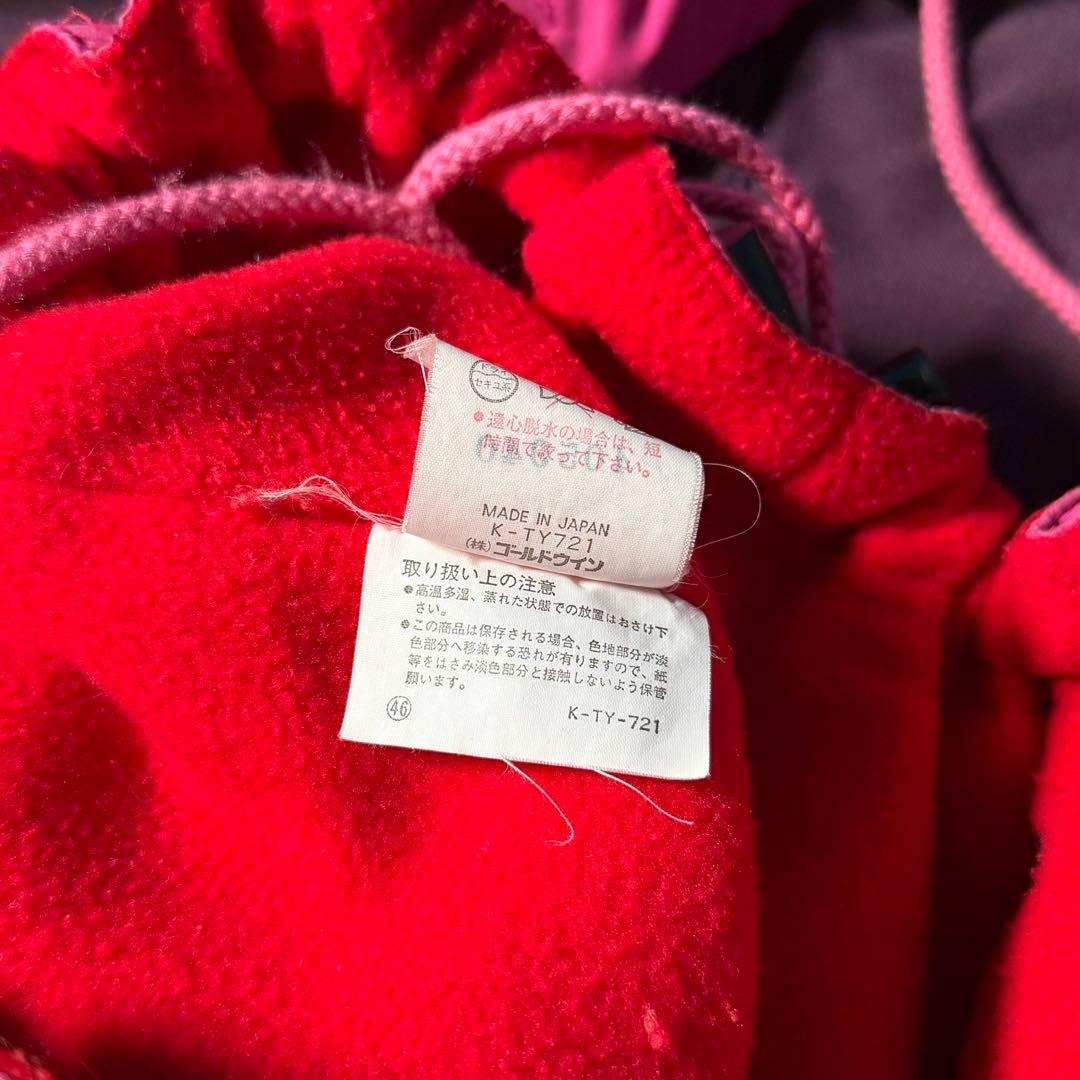 ドライ
セキユ系
●遠心脱水の場合は、短
時間で絞って下さい。
MADE IN JAPAN
K-TY721
(株)ゴールドウイン
取り扱い上の注意
●高温多湿、蒸れた状態での放置はおさけ下
さい。
●この商品は保存される場合、色地部分が淡
色部分へ移染する恐れが有りますので、紙
等をはさみ淡色部分と接触しないよう保管
願います。
㊻
K-TY-721